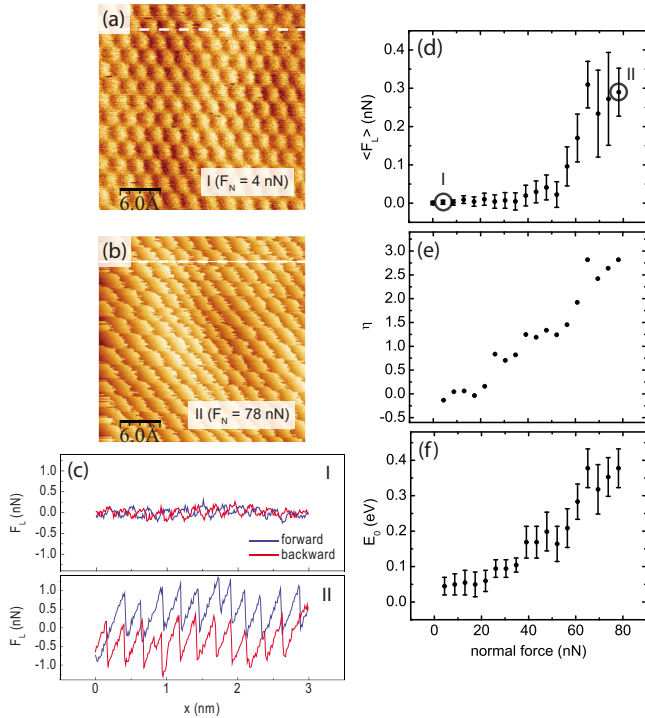 (a)
I (F_N = 4 nN)
6.0Å
(b)
II (F_N = 78 nN)
6.0Å
(c)
I
1.0
0.5
0.0
-0.5
-1.0
F_L (nN)
forward
backward
II
1.0
0.5
0.0
-0.5
-1.0
F_L (nN)
0
1
2
3
x (nm)
(d)
II
I
0.4
0.3
0.2
0.1
0.0
<F_L> (nN)
(e)
3.0
2.5
2.0
1.5
1.0
0.5
0.0
-0.5
η
(f)
0.6
0.4
0.2
0.0
E_0 (eV)
0
20
40
60
80
normal force (nN)